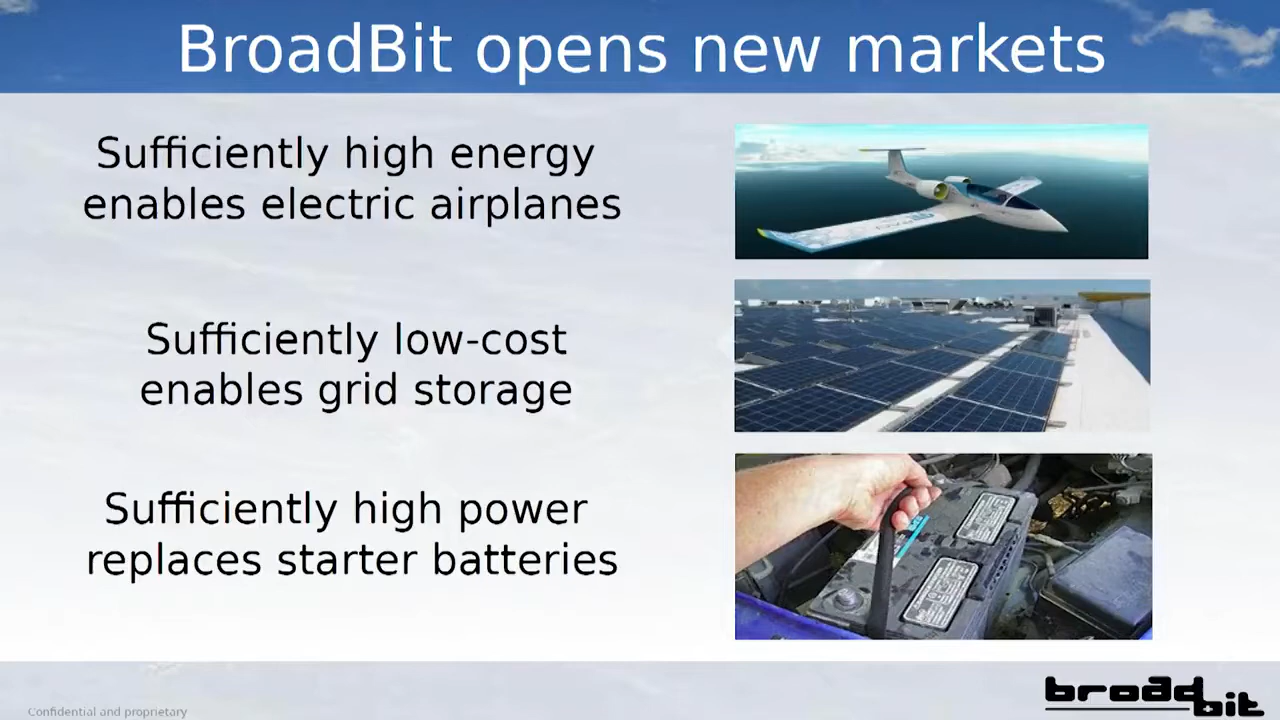 BroadBit opens new markets
Sufficiently high energy
enables electric airplanes
Sufficiently low-cost
enables grid storage
Sufficiently high power
replaces starter batteries
Confidential and proprietary
broadbit